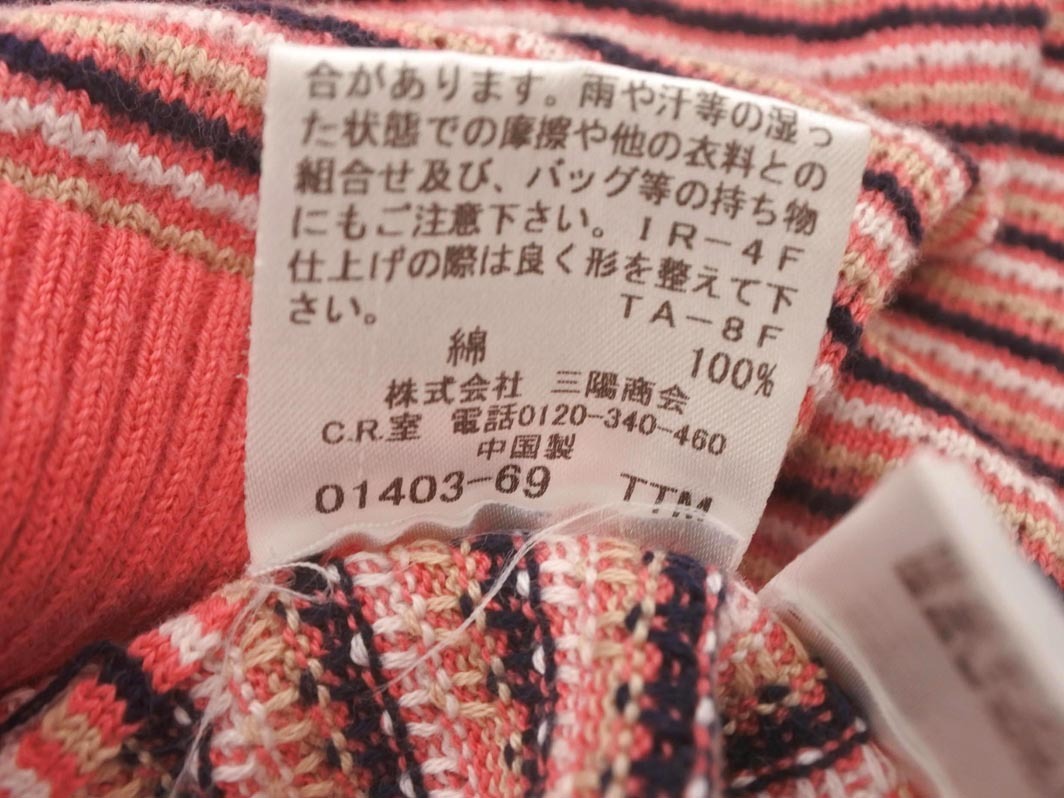 合があります。雨や汗等の湿っ
た状態での摩擦や他の衣料との
組合せ及び、バッグ等の持ち物
にもご注意下さい。IR-4F
仕上げの際は良く形を整えて下
さい。 TA-8F
綿 100%
株式会社 三陽商会
C.R.室 電話0120-340-460
中国製
01403-69 TTM